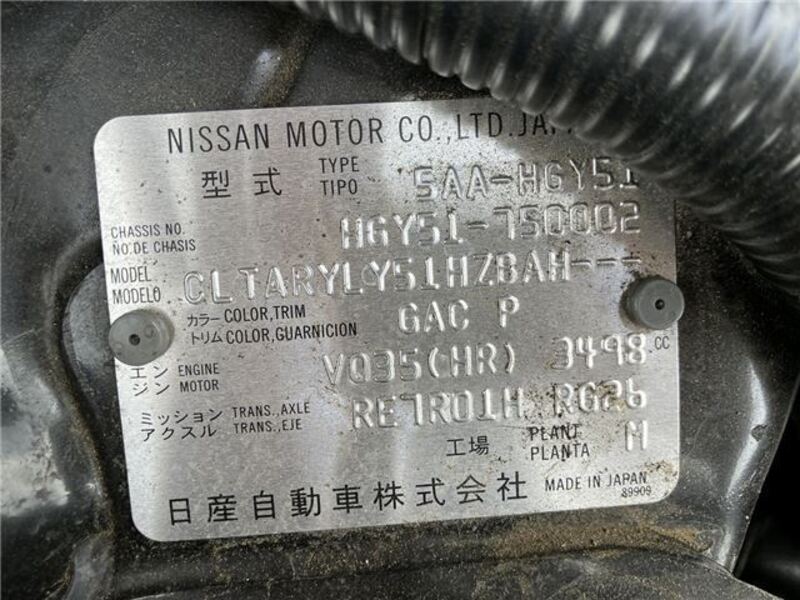 NISSAN MOTOR CO.,LTD.JAPAN
型式 TYPE TIPO 5AA-HGY51
CHASSIS NO. NO DE CHASIS HGY51-750002
MODEL MODELO CLTARYLY51HZBAH---
カラー COLOR,TRIM トリム COLOR,GUARNICION GAC P
エンジン ENGINE MOTOR VQ35(HR) 3498 CC
ミッション アクスル TRANS.,AXLE TRANS.,EJE RE7R01H RG26
工場 PLANT PLANTA M
日産自動車株式会社 MADE IN JAPAN
89909